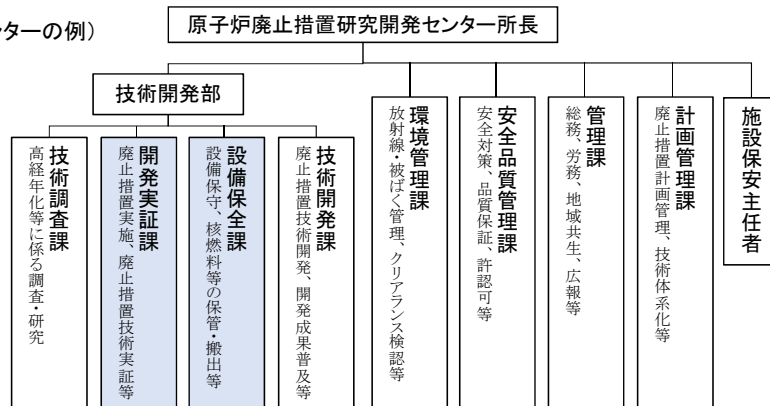 ンターの例）
原子炉廃止措置研究開発センター所長
技術開発部
施設保安主任者
計画管理課
廃止措置計画管理、技術体系化等
管理課
総務、労務、地域共生、広報等
安全品質管理課
安全対策、品質保証、許認可等
環境管理課
放射線・被ばく管理、クリアランス検認等
技術開発課
廃止措置技術開発、開発成果普及等
設備保全課
設備保守、核燃料等の保管・搬出等
開発実証課
廃止措置実施、廃止措置技術実証等
技術調査課
高経年化等に係る調査・研究